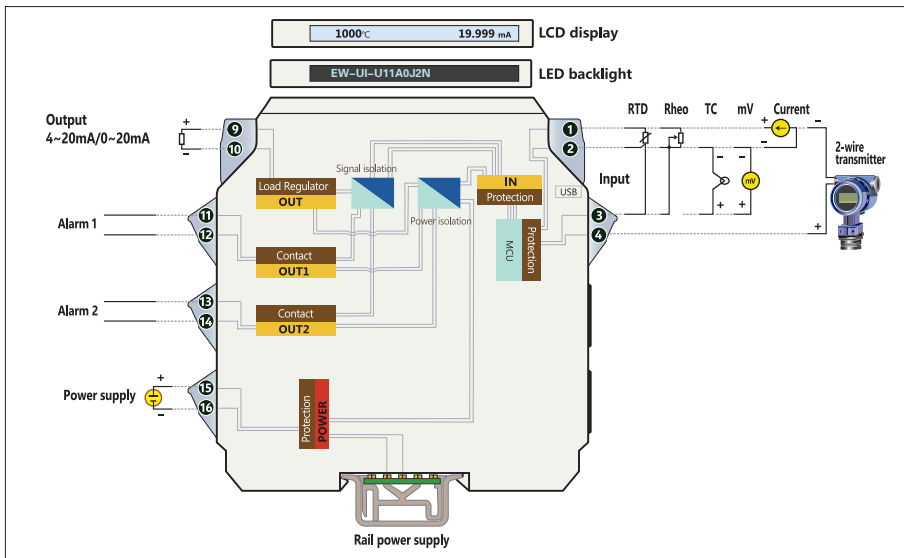 1000℃ 19.999 mA
LCD display
EW-UI-U11A0J2N
LED backlight
Output
4~20mA/0~20mA
+
−
9
10
1
2
RTD
Rheo
TC
mV
Current
+
−
−
2-wire
transmitter
Signal isolation
Load Regulator
OUT
Power isolation
IN
Protection
USB
Input
−
−
mV
+
+
+
Alarm 1
11
12
3
4
MCU
Protection
Contact
OUT1
Alarm 2
13
14
Contact
OUT2
Power supply
+
−
15
16
Protection
POWER
Rail power supply